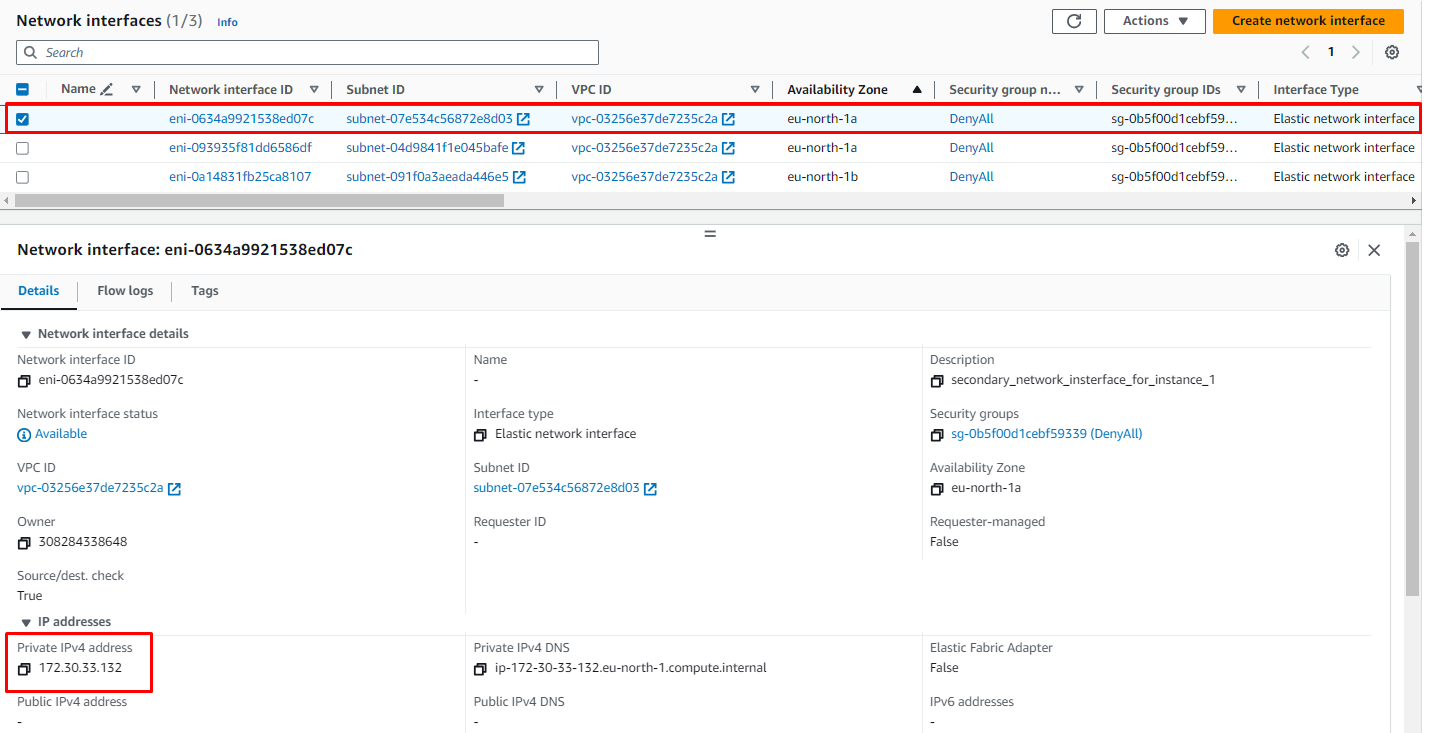 Network interfaces (1/3) Info
Actions
Create network interface
Search
1
Name Network interface ID Subnet ID VPC ID Availability Zone Security group n... Security group IDs Interface Type
eni-0634a9921538ed07c subnet-07e534c56872e8d03 vpc-03256e37de7235c2a eu-north-1a DenyAll sg-0b5f00d1cebf59... Elastic network interface
eni-093935f81dd6586df subnet-04d9841f1e045bafe vpc-03256e37de7235c2a eu-north-1a DenyAll sg-0b5f00d1cebf59... Elastic network interface
eni-0a14831fb25ca8107 subnet-091f0a3aeada446e5 vpc-03256e37de7235c2a eu-north-1b DenyAll sg-0b5f00d1cebf59... Elastic network interface
Network interface: eni-0634a9921538ed07c
Details Flow logs Tags
Network interface details
Network interface ID Name Description
eni-0634a9921538ed07c - secondary_network_insterface_for_instance_1
Network interface status Interface type Security groups
Available Elastic network interface sg-0b5f00d1cebf59339 (DenyAll)
VPC ID Subnet ID Availability Zone
vpc-03256e37de7235c2a subnet-07e534c56872e8d03 eu-north-1a
Owner Requester ID Requester-managed
308284338648 - False
Source/dest. check
True
IP addresses
Private IPv4 address Private IPv4 DNS Elastic Fabric Adapter
172.30.33.132 ip-172-30-33-132.eu-north-1.compute.internal False
Public IPv4 address Public IPv4 DNS IPv6 addresses
- - -